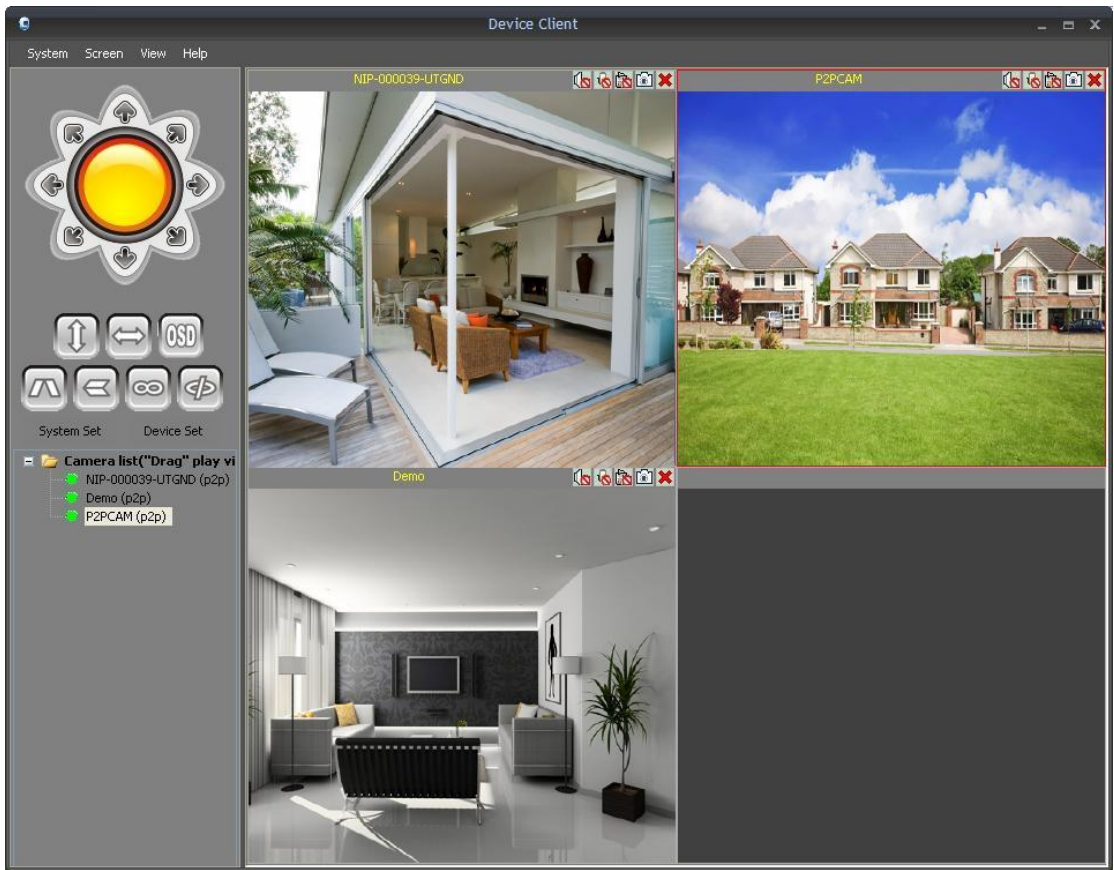 Device Client
System Screen View Help
NIP-000039-UTGND
P2PCAM
OSD
System Set Device Set
Camera list("Drag" play vi
NIP-000039-UTGND (p2p)
Demo (p2p)
P2PCAM (p2p)
Demo